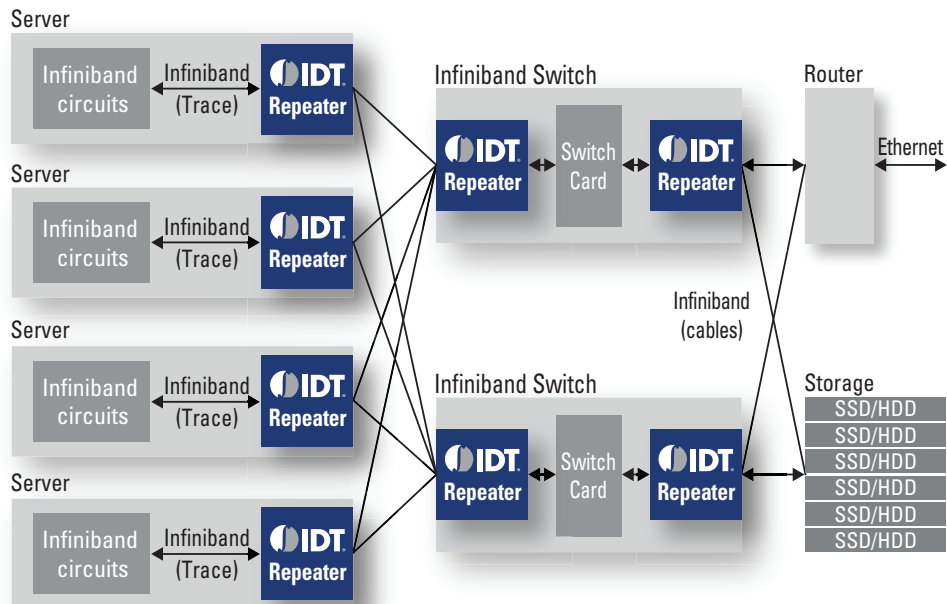 Server
Infiniband
circuits
Infiniband
(Trace)
IDT.
Repeater
Server
Infiniband
circuits
Infiniband
(Trace)
IDT.
Repeater
Server
Infiniband
circuits
Infiniband
(Trace)
IDT.
Repeater
Server
Infiniband
circuits
Infiniband
(Trace)
IDT.
Repeater
Infiniband Switch
IDT.
Repeater
Switch
Card
IDT.
Repeater
Infiniband
(cables)
Infiniband Switch
IDT.
Repeater
Switch
Card
IDT.
Repeater
Router
Ethernet
Storage
SSD/HDD
SSD/HDD
SSD/HDD
SSD/HDD
SSD/HDD
SSD/HDD